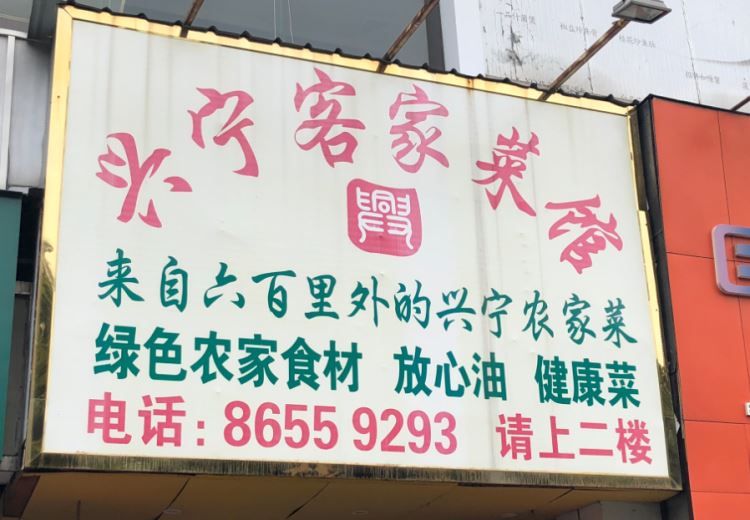 兴宁客家菜馆
興
来自六百里外的兴宁农家菜
绿色农家食材 放心油 健康菜
电话：8655 9293 请上二楼